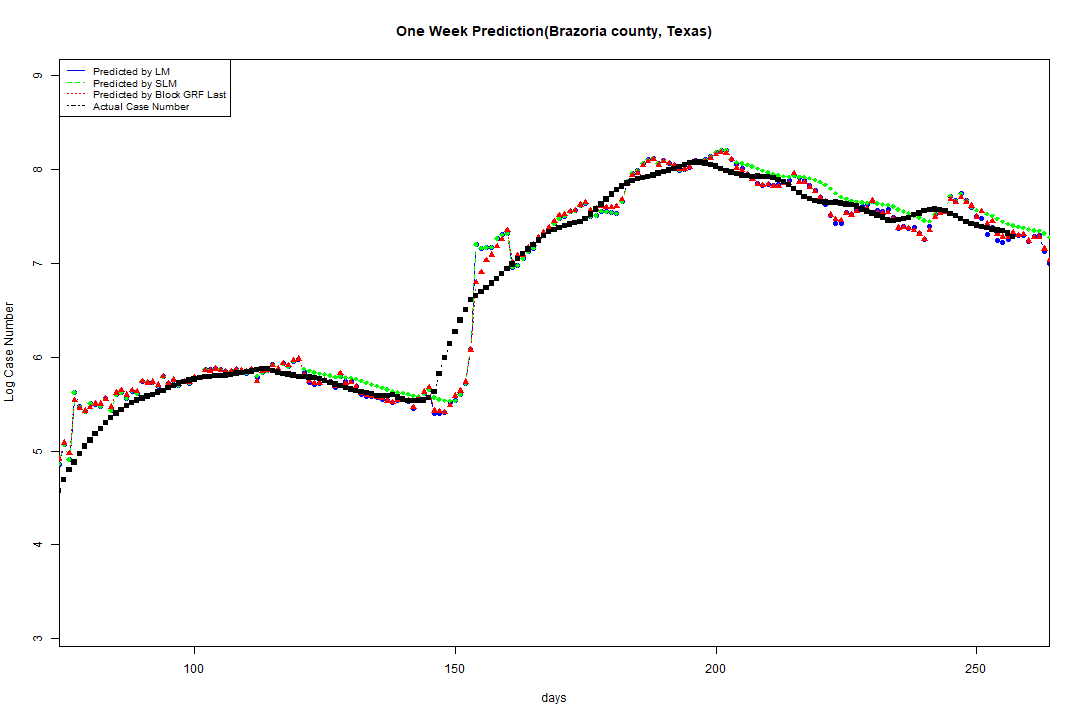 One Week Prediction(Brazoria county, Texas)
Predicted by LM
Predicted by SLM
Predicted by Block GRF Last
Actual Case Number
9
8
7
6
5
4
3
Log Case Number
100 150 200 250
days